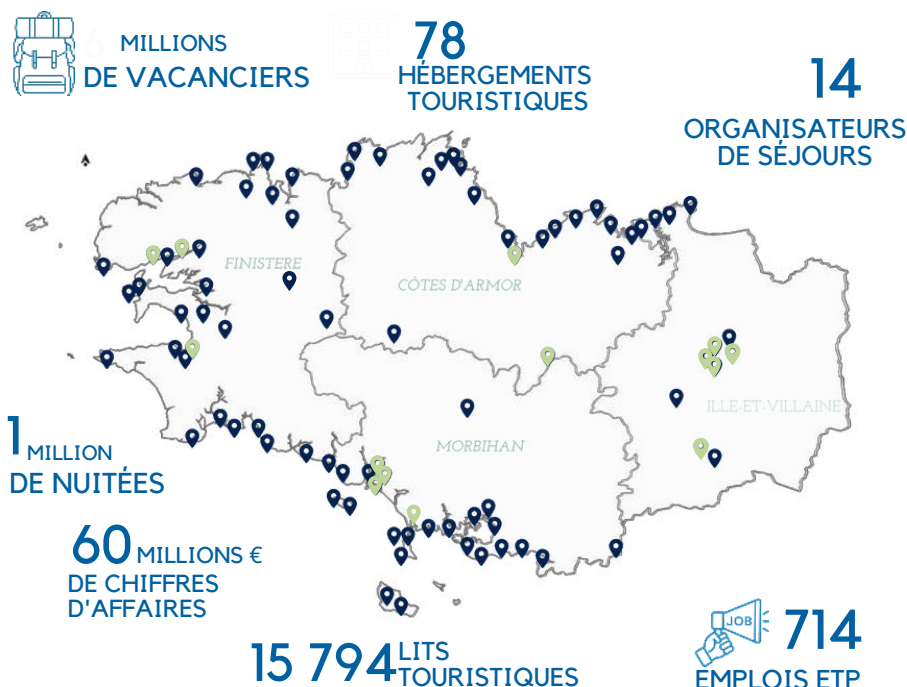 6 MILLIONS
DE VACANCIERS
78
HÉBERGEMENTS
TOURISTIQUES
14
ORGANISATEURS
DE SÉJOURS
FINISTERE
CÔTES D'ARMOR
ILLE-ET-VILLAINE
MORBIHAN
1 MILLION
DE NUITÉES
60 MILLIONS €
DE CHIFFRES
D'AFFAIRES
15 794 LITS
TOURISTIQUES
JOB
714
EMPLOIS ETP